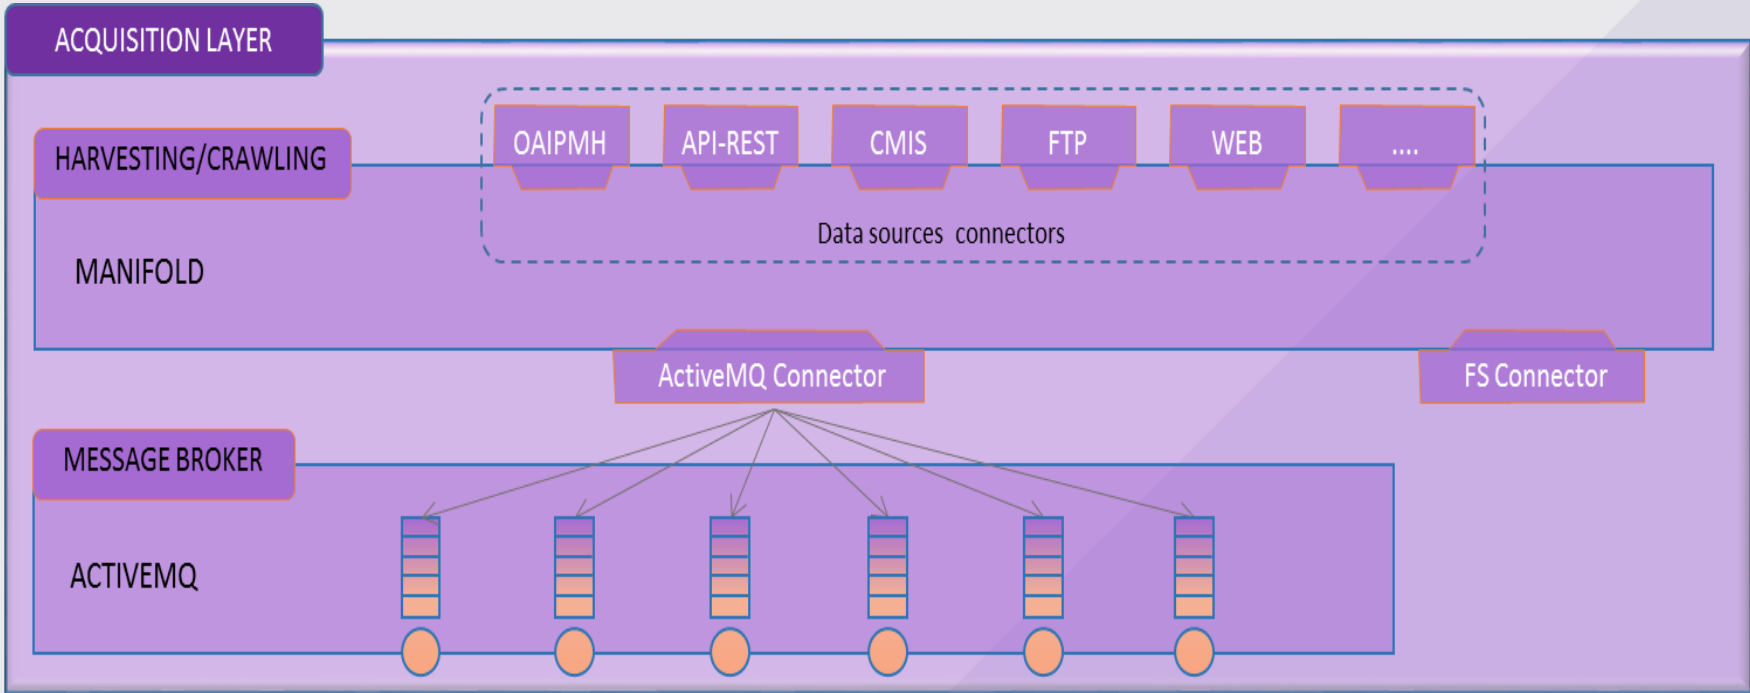 ACQUISITION LAYER
HARVESTING/CRAWLING
OAIPMH
API-REST
CMIS
FTP
WEB
....
Data sources connectors
MANIFOLD
ActiveMQ Connector
FS Connector
MESSAGE BROKER
ACTIVEMQ